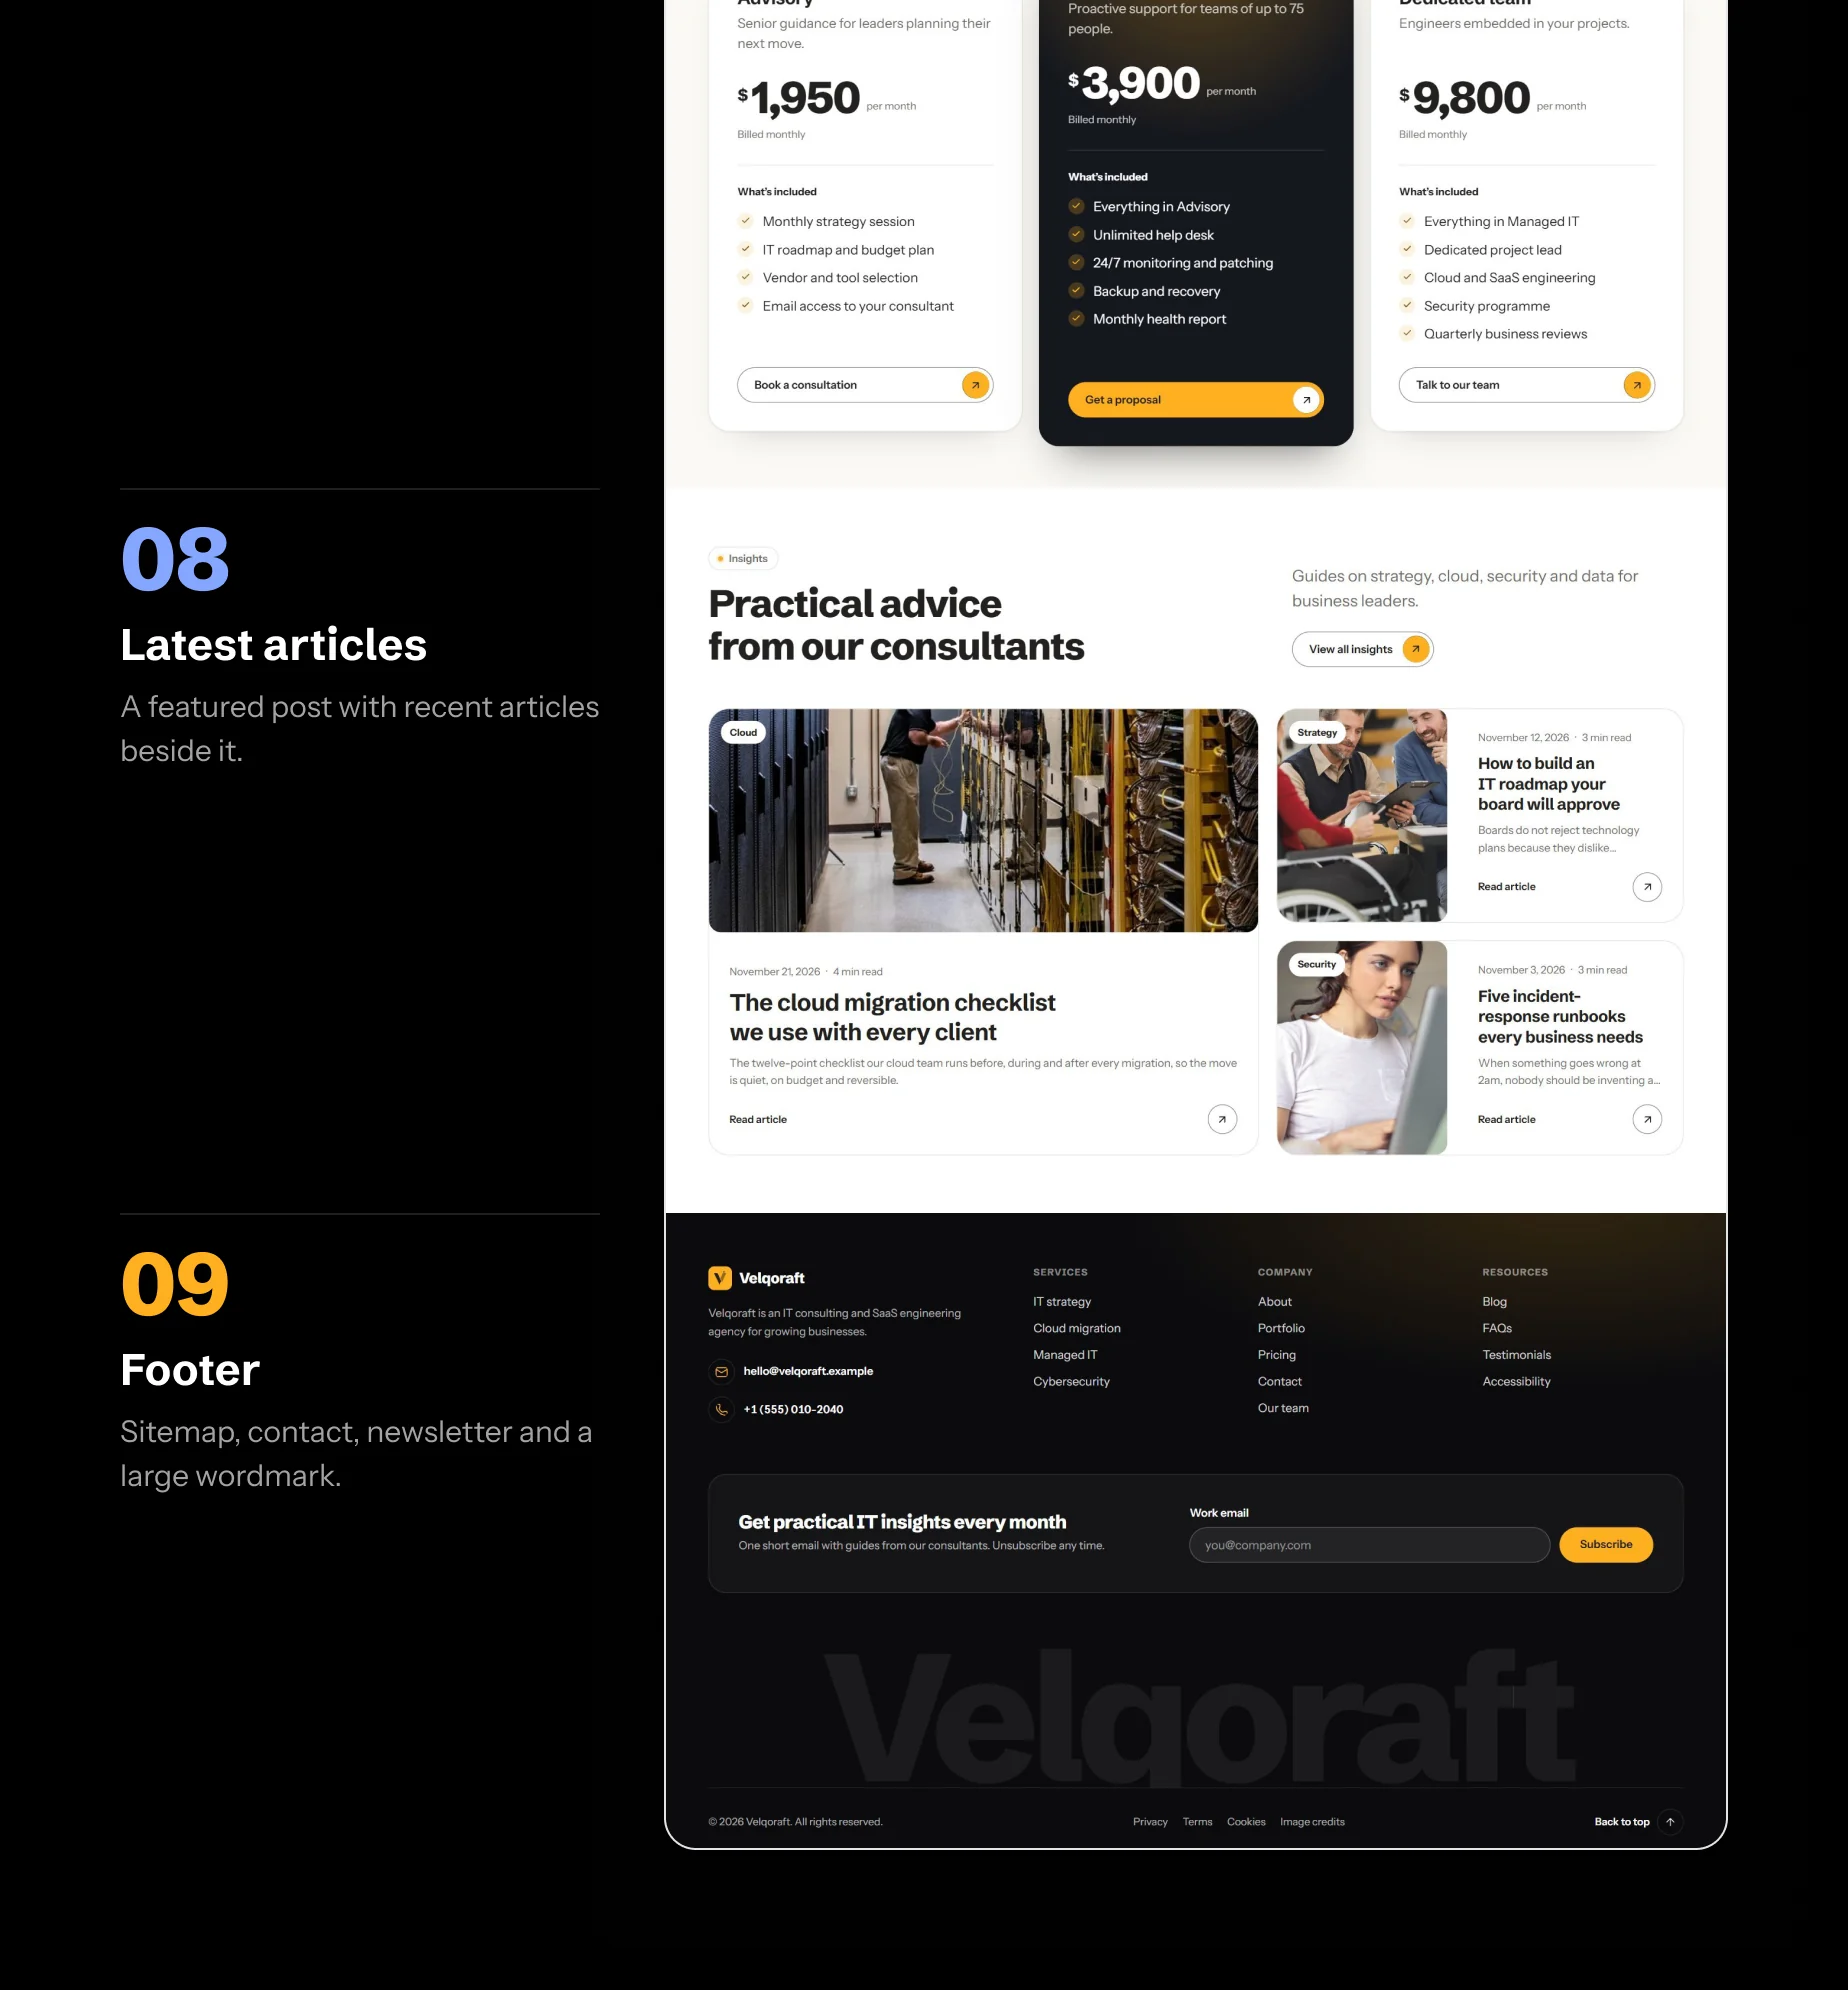 Advisory
Senior guidance for leaders planning their
next move.
$1,950 per month
Billed monthly
What's included
Monthly strategy session
IT roadmap and budget plan
Vendor and tool selection
Email access to your consultant
Book a consultation
Proactive support for teams of up to 75
people.
$3,900 per month
Billed monthly
What's included
Everything in Advisory
Unlimited help desk
24/7 monitoring and patching
Backup and recovery
Monthly health report
Get a proposal
Dedicated team
Engineers embedded in your projects.
$9,800 per month
Billed monthly
What's included
Everything in Managed IT
Dedicated project lead
Cloud and SaaS engineering
Security programme
Quarterly business reviews
Talk to our team
08
Latest articles
A featured post with recent articles
beside it.
Insights
Practical advice
from our consultants
Guides on strategy, cloud, security and data for
business leaders.
View all insights
Cloud
November 21, 2026 · 4 min read
The cloud migration checklist
we use with every client
The twelve-point checklist our cloud team runs before, during and after every migration, so the move
is quiet, on budget and reversible.
Read article
Strategy
November 12, 2026 · 3 min read
How to build an
IT roadmap your
board will approve
Boards do not reject technology
plans because they dislike...
Read article
Security
November 3, 2026 · 3 min read
Five incident-
response runbooks
every business needs
When something goes wrong at
2am, nobody should be inventing a...
Read article
09
Footer
Sitemap, contact, newsletter and a
large wordmark.
V Velqoraft
Velqoraft is an IT consulting and SaaS engineering
agency for growing businesses.
hello@velqoraft.example
+1 (555) 010-2040
SERVICES
IT strategy
Cloud migration
Managed IT
Cybersecurity
COMPANY
About
Portfolio
Pricing
Contact
Our team
RESOURCES
Blog
FAQs
Testimonials
Accessibility
Get practical IT insights every month
One short email with guides from our consultants. Unsubscribe any time.
Work email
you@company.com
Subscribe
Velqoraft
© 2026 Velqoraft. All rights reserved.
Privacy
Terms
Cookies
Image credits
Back to top